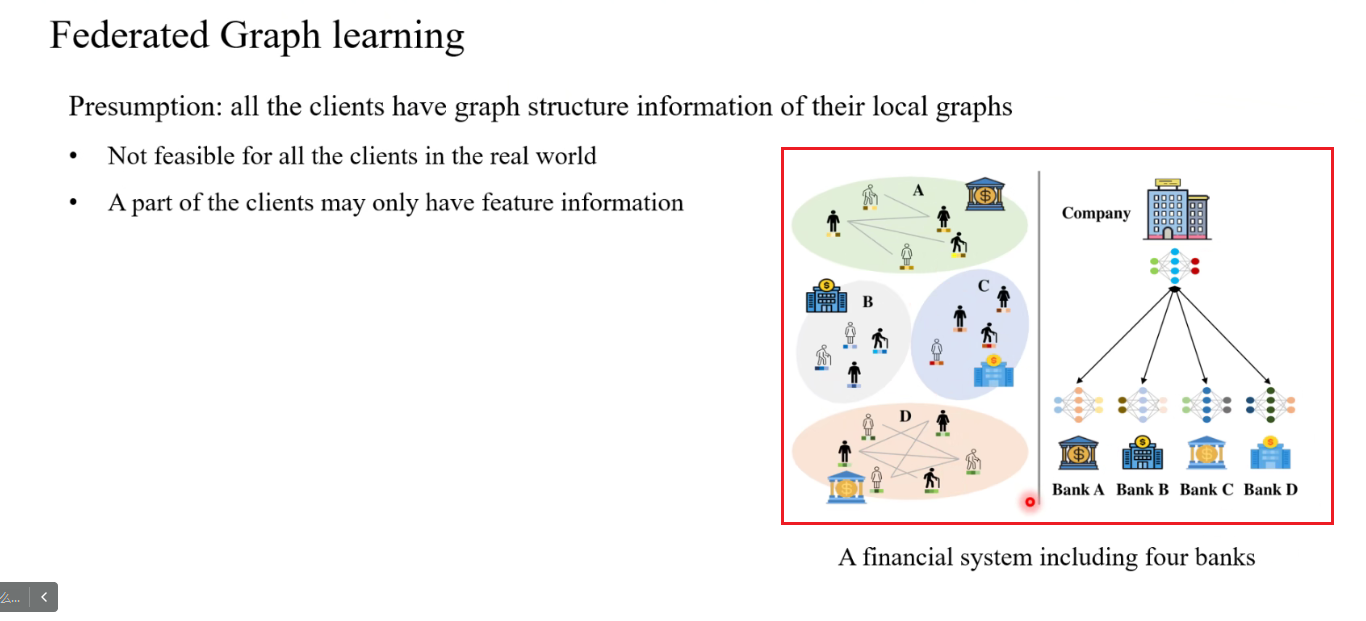 Federated Graph learning
Presumption: all the clients have graph structure information of their local graphs
• Not feasible for all the clients in the real world
• A part of the clients may only have feature information
A
B
C
D
Company
Bank A Bank B Bank C Bank D
A financial system including four banks